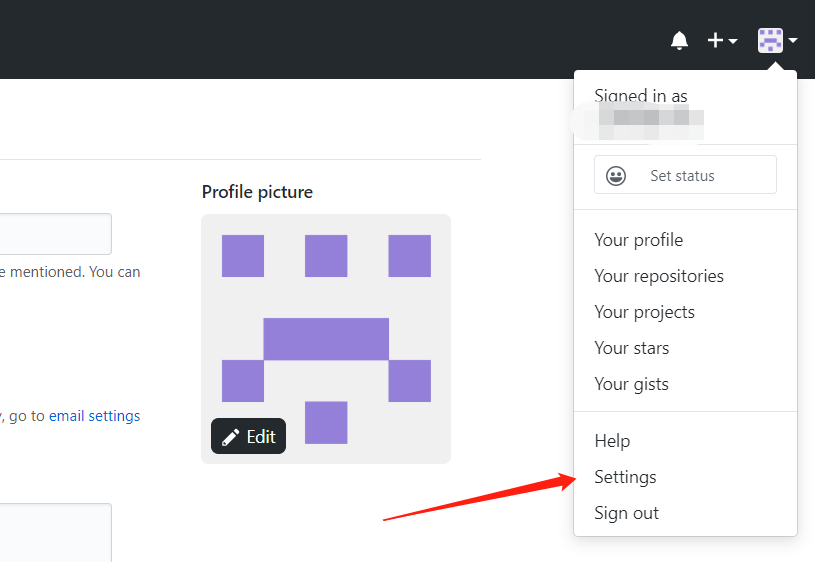 Signed in as
Set status
Profile picture
Your profile
e mentioned. You can
Your repositories
Your projects
Your stars
Your gists
, go to email settings
Edit
Help
Settings
Sign out